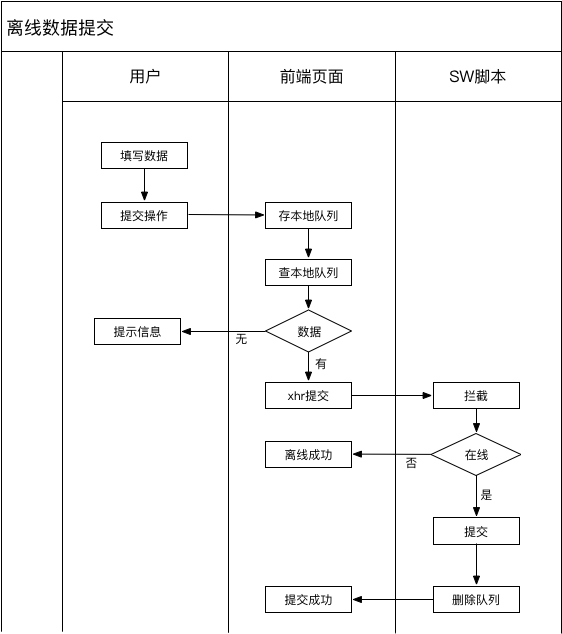 离线数据提交
用户
前端页面
SW脚本
填写数据
提交操作
存本地队列
查本地队列
提示信息
无
数据
有
xhr提交
拦截
离线成功
否
在线
是
提交
提交成功
删除队列